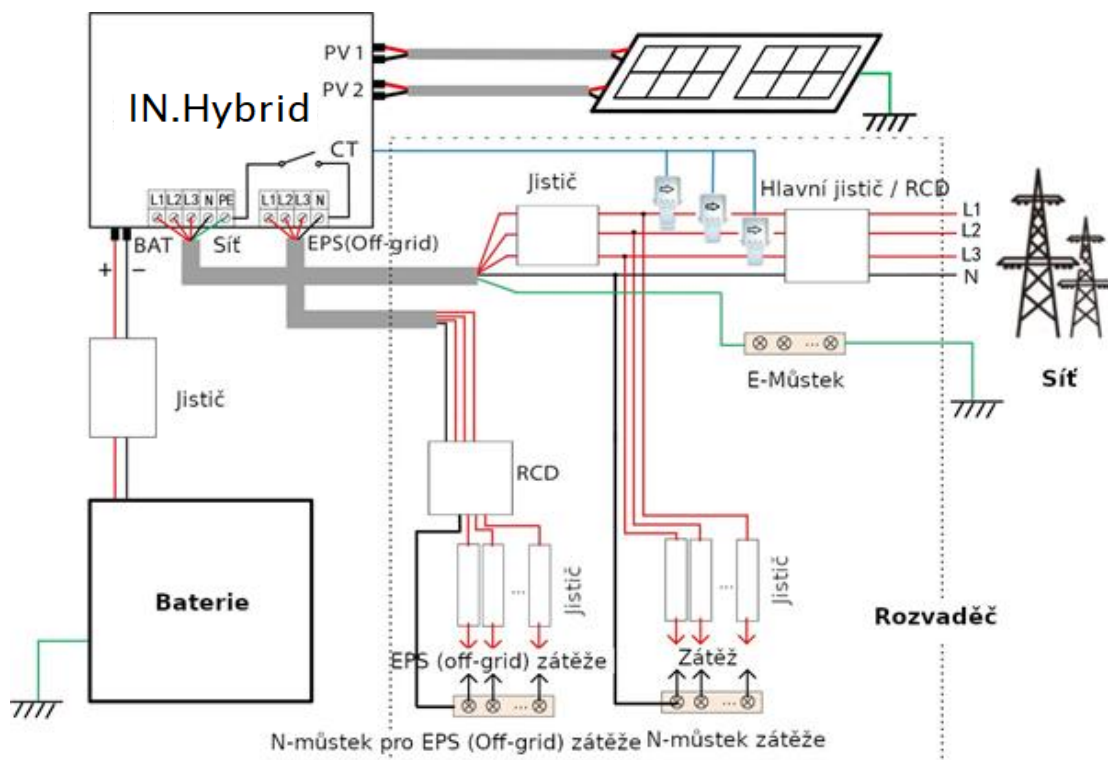 PV 1
PV 2
IN.Hybrid
CT
L1 L2 L3 N PE
L1 L2 L3 N
BAT
Síť
EPS(Off-grid)
+ −
Jistič
Hlavní jistič / RCD
L1
L2
L3
N
...
E-Můstek
Síť
Jistič
RCD
...
Jistič
...
Jistič
Baterie
Rozvaděč
EPS (off-grid) zátěže
Zátěž
...
...
N-můstek pro EPS (Off-grid) zátěže
N-můstek zátěže